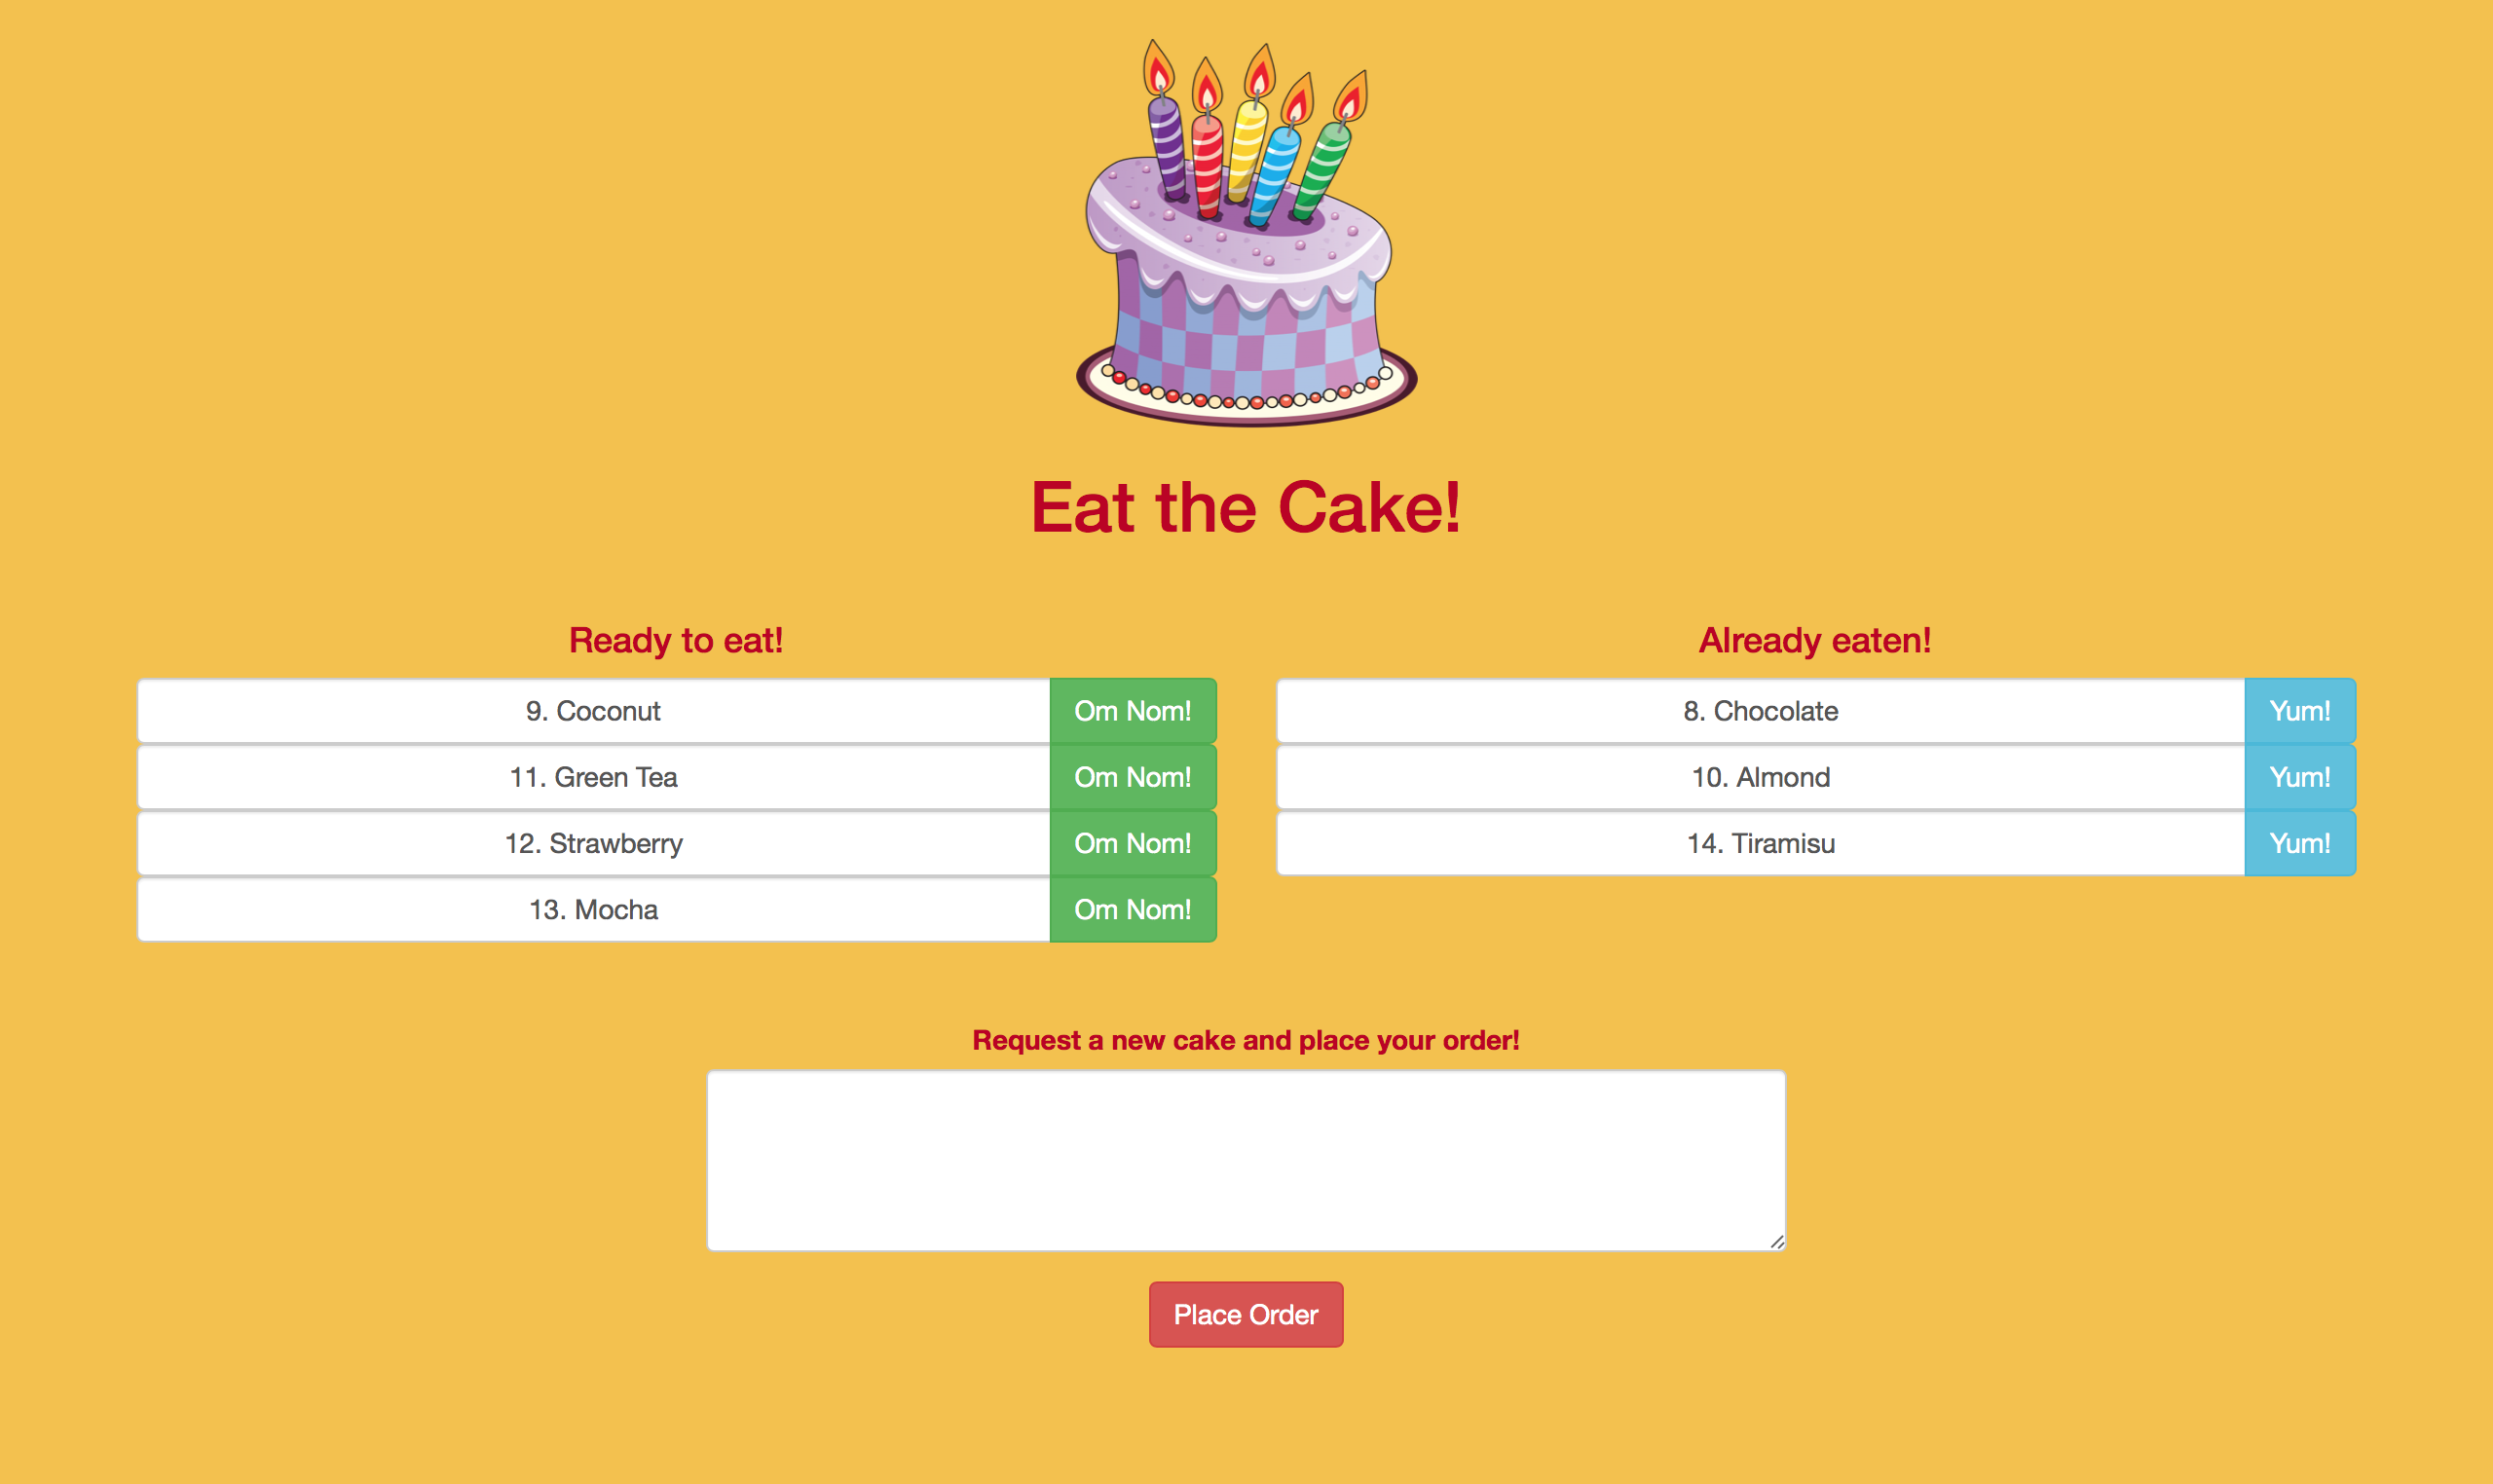 Eat the Cake!
Ready to eat!
9. Coconut
Om Nom!
11. Green Tea
Om Nom!
12. Strawberry
Om Nom!
13. Mocha
Om Nom!
Already eaten!
8. Chocolate
Yum!
10. Almond
Yum!
14. Tiramisu
Yum!
Request a new cake and place your order!
Place Order